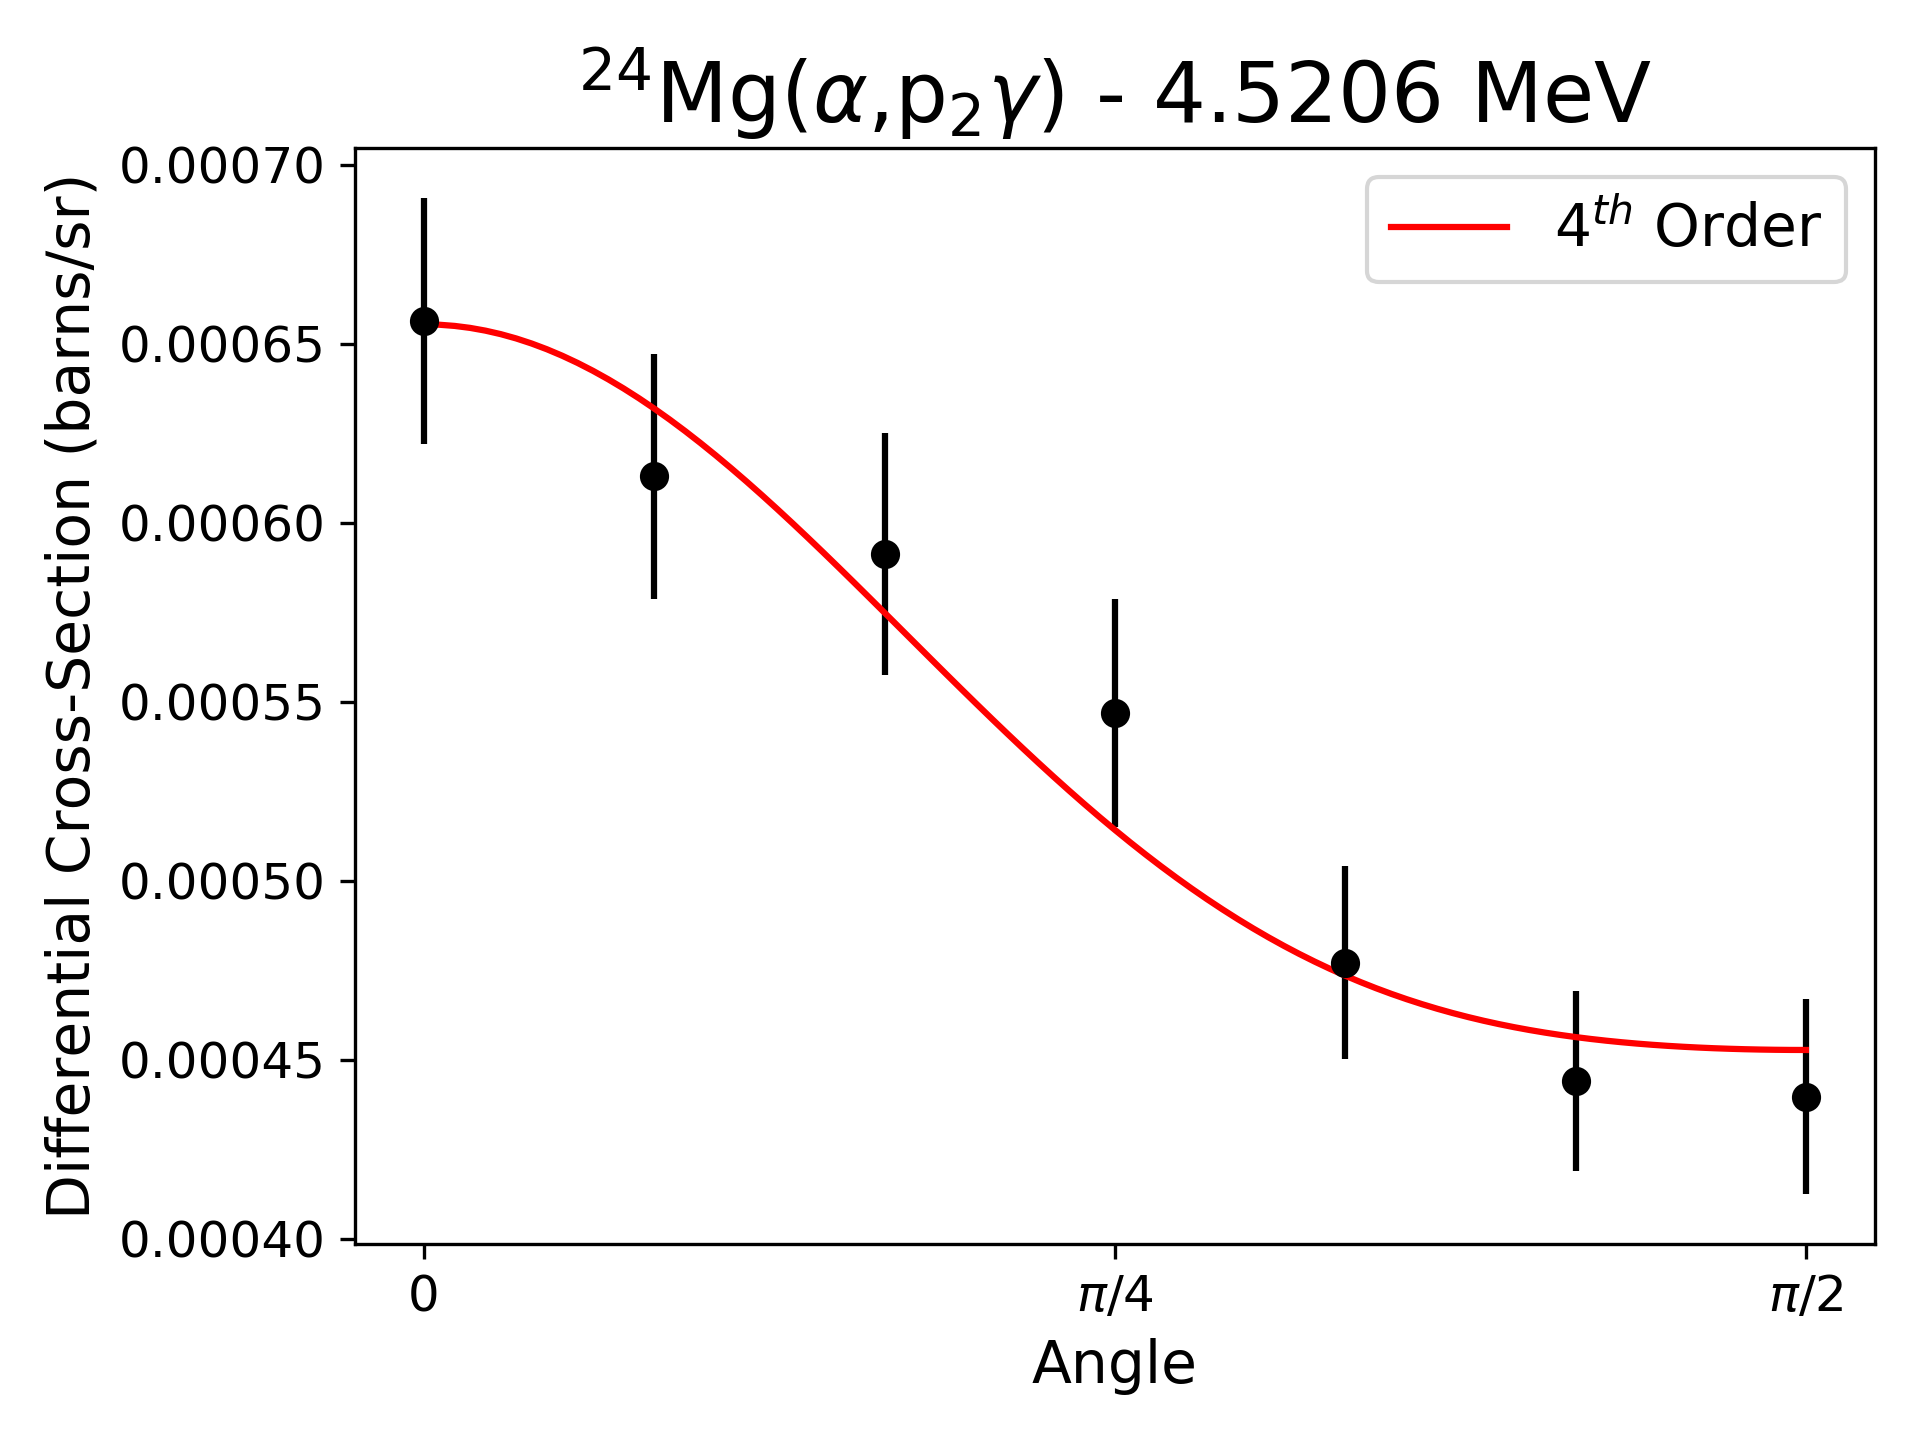 ²⁴Mg(α,p₂γ) - 4.5206 MeV
4ᵗʰ Order
Differential Cross-Section (barns/sr)
0.00070
0.00065
0.00060
0.00055
0.00050
0.00045
0.00040
0 π/4 π/2
Angle